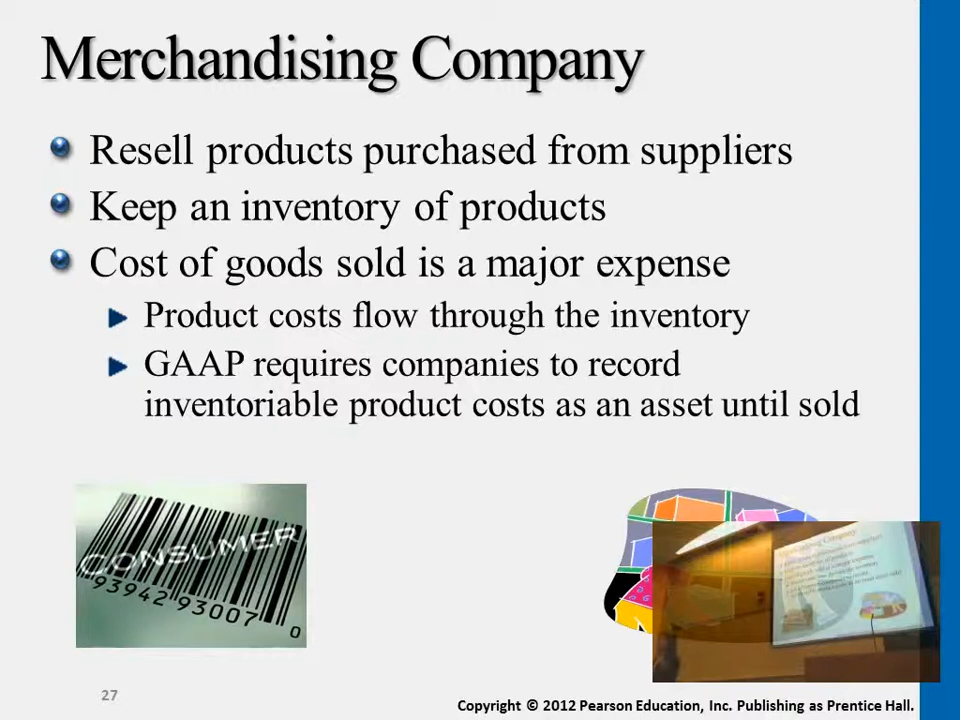 Merchandising Company
Resell products purchased from suppliers
Keep an inventory of products
Cost of goods sold is a major expense
Product costs flow through the inventory
GAAP requires companies to record
inventoriable product costs as an asset until sold
CONSUMER
93942 93007 0
27
Copyright © 2012 Pearson Education, Inc. Publishing as Prentice Hall.